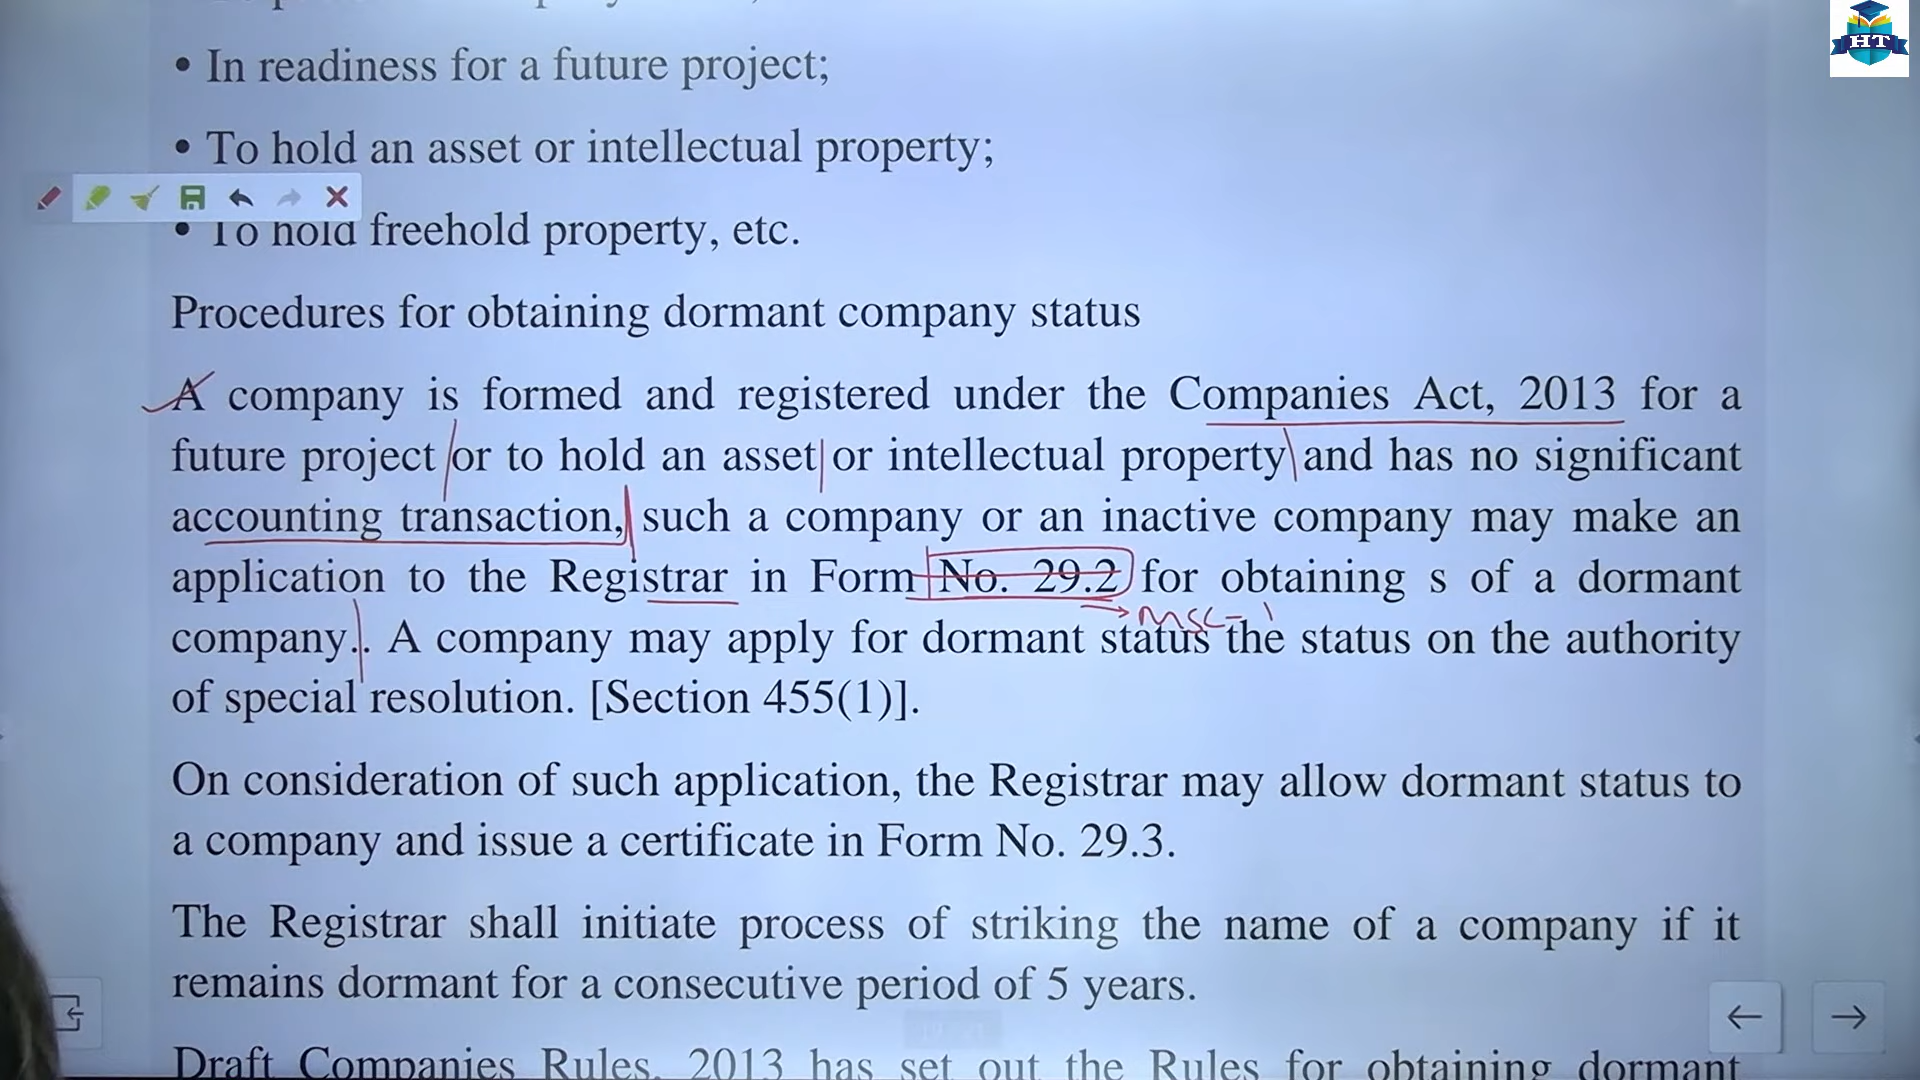 • In readiness for a future project;
HT
• To hold an asset or intellectual property;
• To hold freehold property, etc.
Procedures for obtaining dormant company status
A company is formed and registered under the Companies Act, 2013 for a
future project or to hold an asset or intellectual property and has no significant
accounting transaction, such a company or an inactive company may make an
application to the Registrar in Form No. 29.2 for obtaining s of a dormant
MSC-1
company.. A company may apply for dormant status the status on the authority
of special resolution. [Section 455(1)].
On consideration of such application, the Registrar may allow dormant status to
a company and issue a certificate in Form No. 29.3.
The Registrar shall initiate process of striking the name of a company if it
remains dormant for a consecutive period of 5 years.
Draft Companies Rules, 2013 has set out the Rules for obtaining dormant